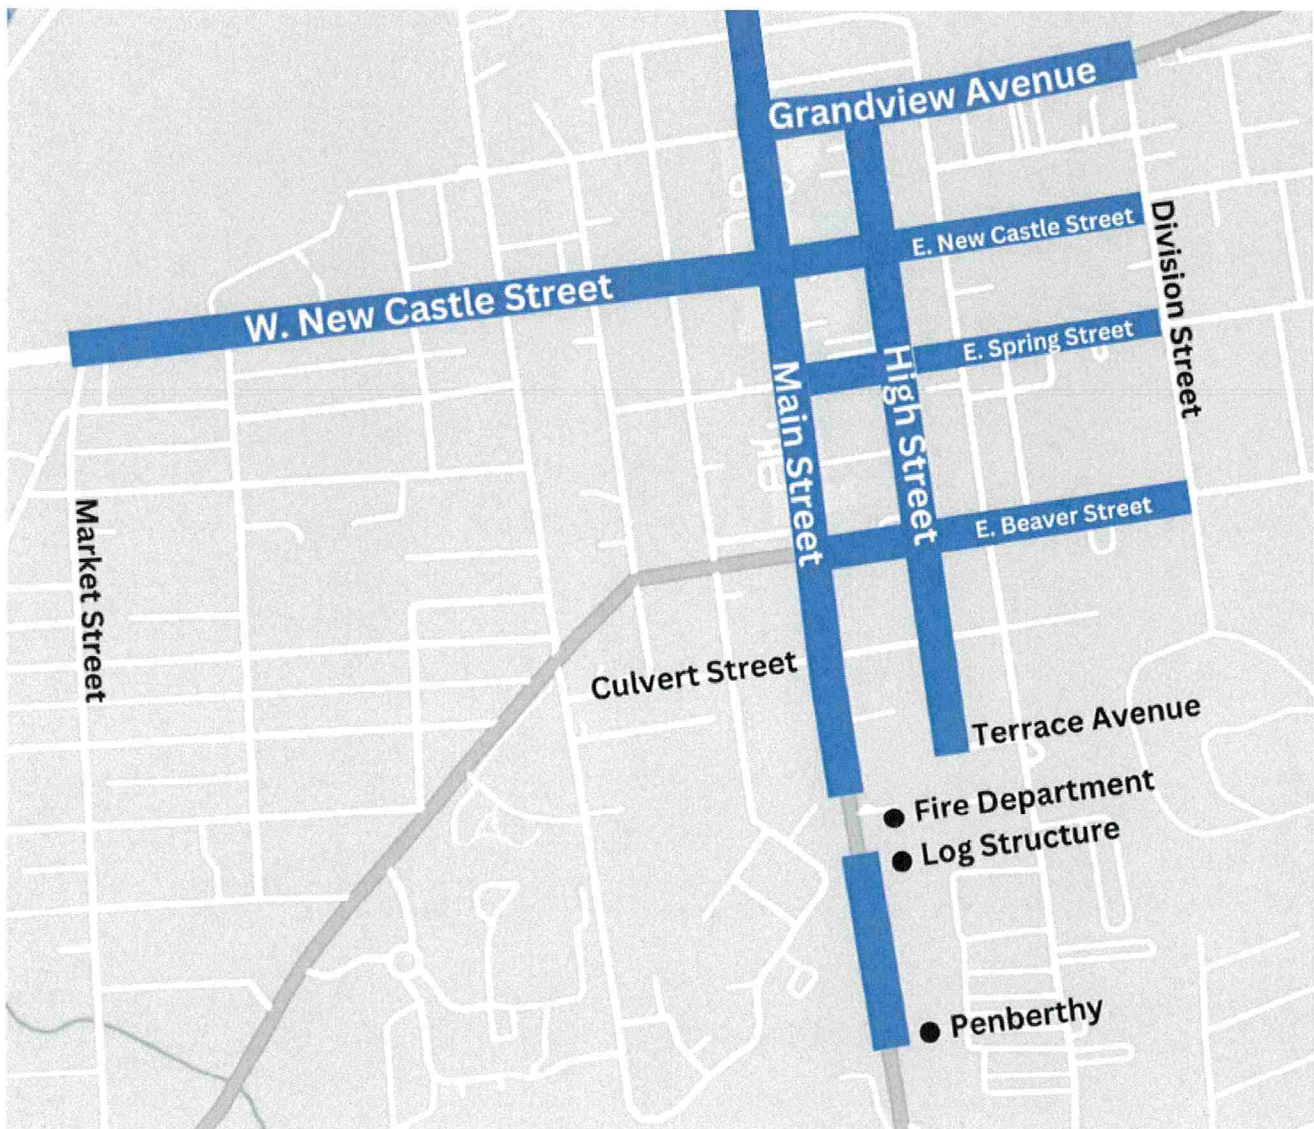 Grandview Avenue
E. New Castle Street
Division Street
W. New Castle Street
E. Spring Street
Main Street
High Street
E. Beaver Street
Market Street
Culvert Street
Terrace Avenue
Fire Department
Log Structure
Penberthy